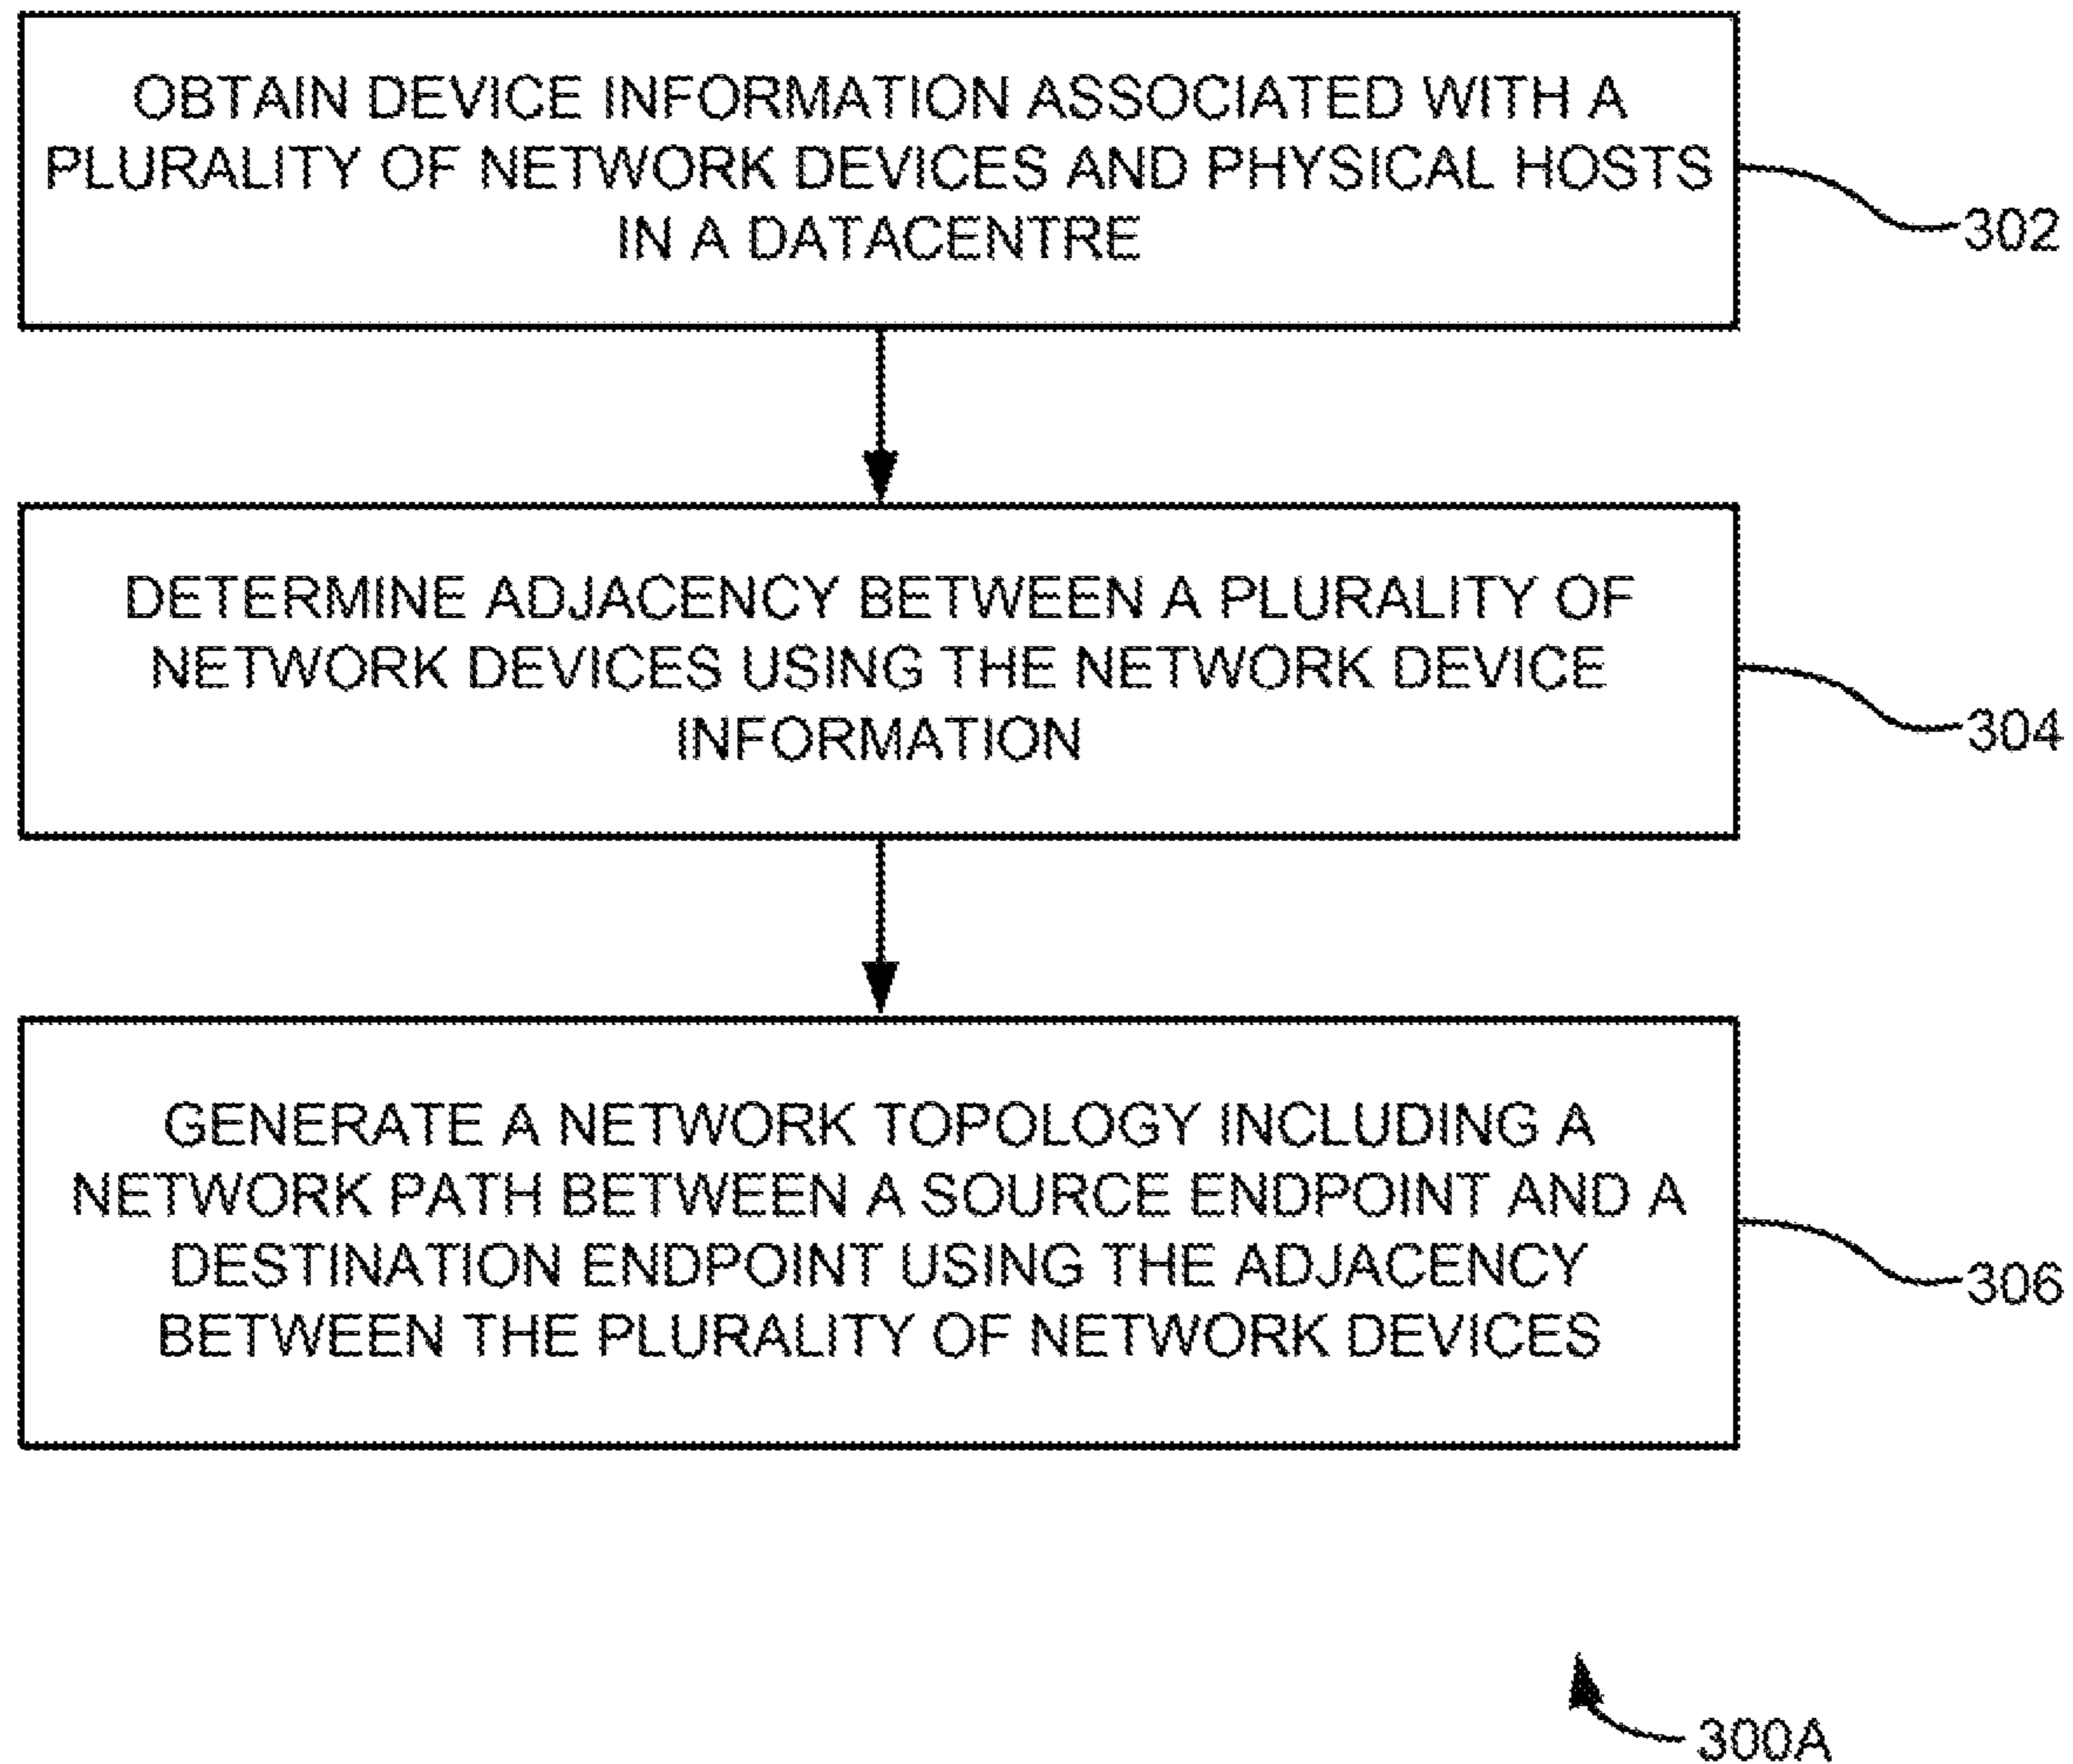 OBTAIN DEVICE INFORMATION ASSOCIATED WITH A
PLURALITY OF NETWORK DEVICES AND PHYSICAL HOSTS
IN A DATACENTRE
302
DETERMINE ADJACENCY BETWEEN A PLURALITY OF
NETWORK DEVICES USING THE NETWORK DEVICE
INFORMATION
304
GENERATE A NETWORK TOPOLOGY INCLUDING A
NETWORK PATH BETWEEN A SOURCE ENDPOINT AND A
DESTINATION ENDPOINT USING THE ADJACENCY
BETWEEN THE PLURALITY OF NETWORK DEVICES
306
300A